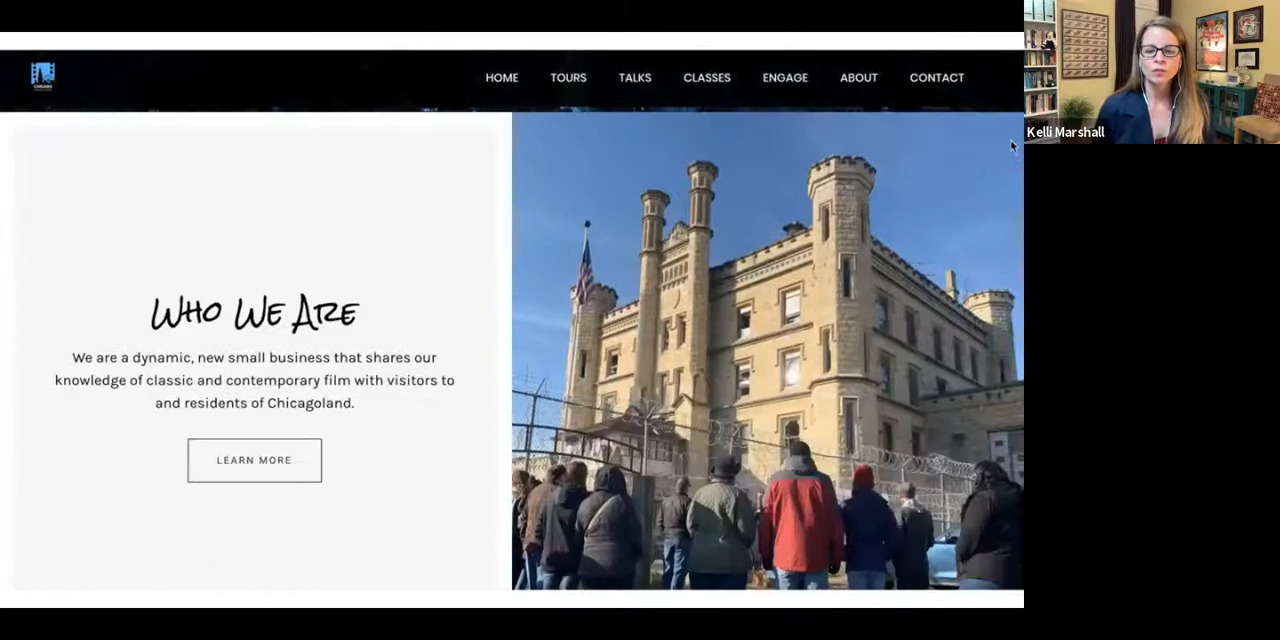 HOME TOURS TALKS CLASSES ENGAGE ABOUT CONTACT
Kelli Marshall
Who We Are
We are a dynamic, new small business that shares our
knowledge of classic and contemporary film with visitors to
and residents of Chicagoland.
LEARN MORE